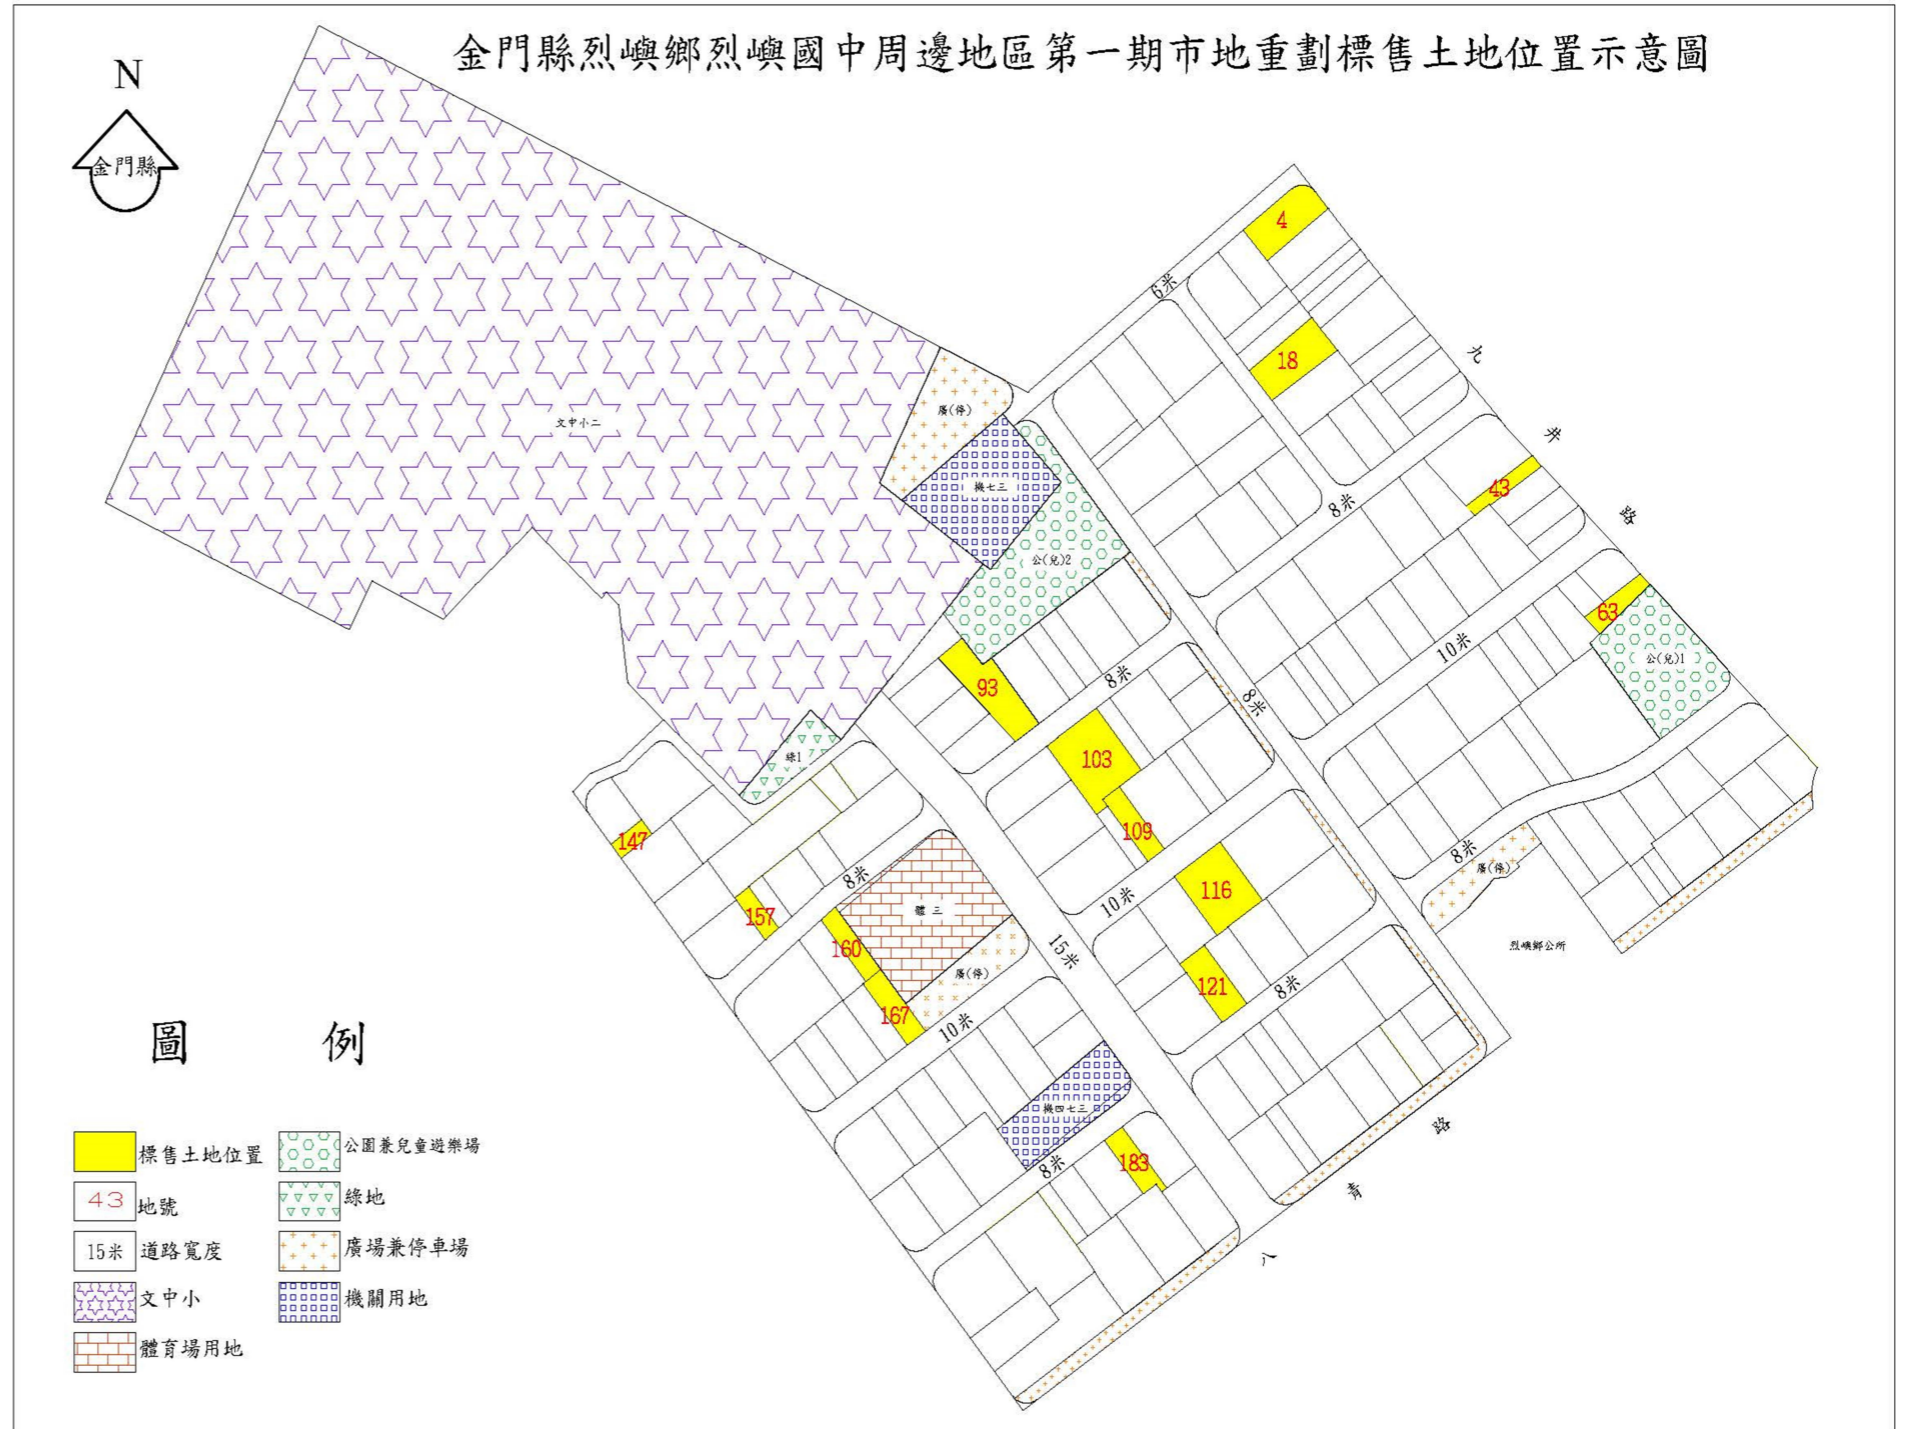 金門縣烈嶼鄉烈嶼國中周邊地區第一期市地重劃標售土地位置示意圖
N
金門縣
4
6米
18
九
井
路
文中小二
廣(停)
機七三
43
8米
公(兒)2
63
10米
公(兒)1
93
8米
8米
103
綠1
147
109
8米
8米
廣(停)
116
10米
157
體三
烈嶼鄉公所
160
15米
廣(停)
121
8米
167
10米
機四七三
路
8米
183
青
八
圖例
標售土地位置
公園兼兒童遊樂場
43
地號
綠地
15米
道路寬度
廣場兼停車場
文中小
機關用地
體育場用地